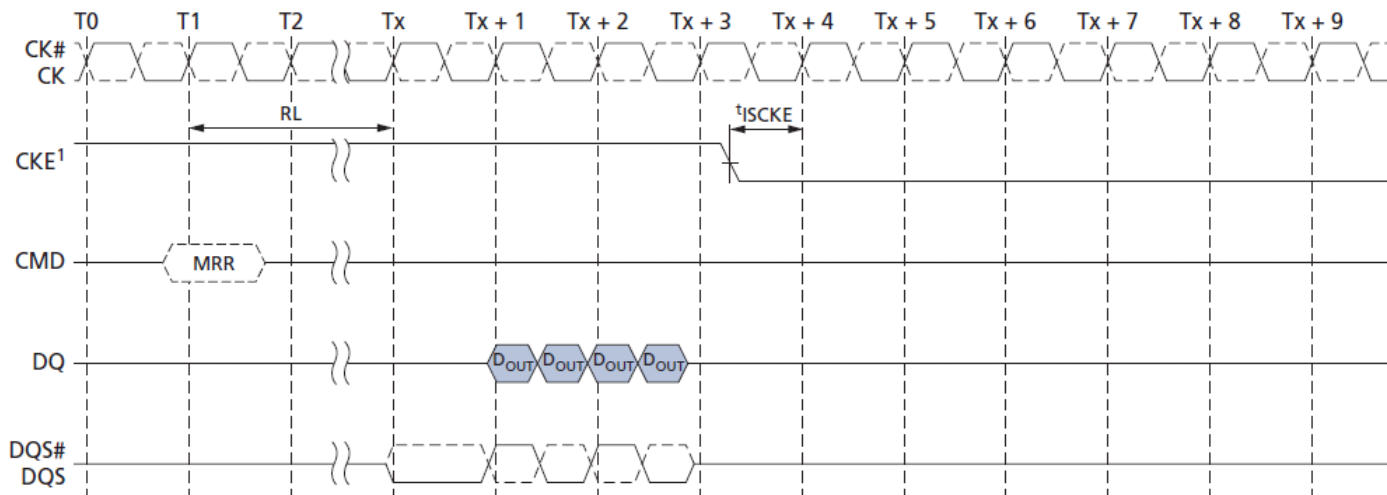 T0 T1 T2 Tx Tx + 1 Tx + 2 Tx + 3 Tx + 4 Tx + 5 Tx + 6 Tx + 7 Tx + 8 Tx + 9
CK#
CK
RL tISCKE
CKE1
CMD MRR
DQ DOUT DOUT DOUT DOUT
DQS#
DQS